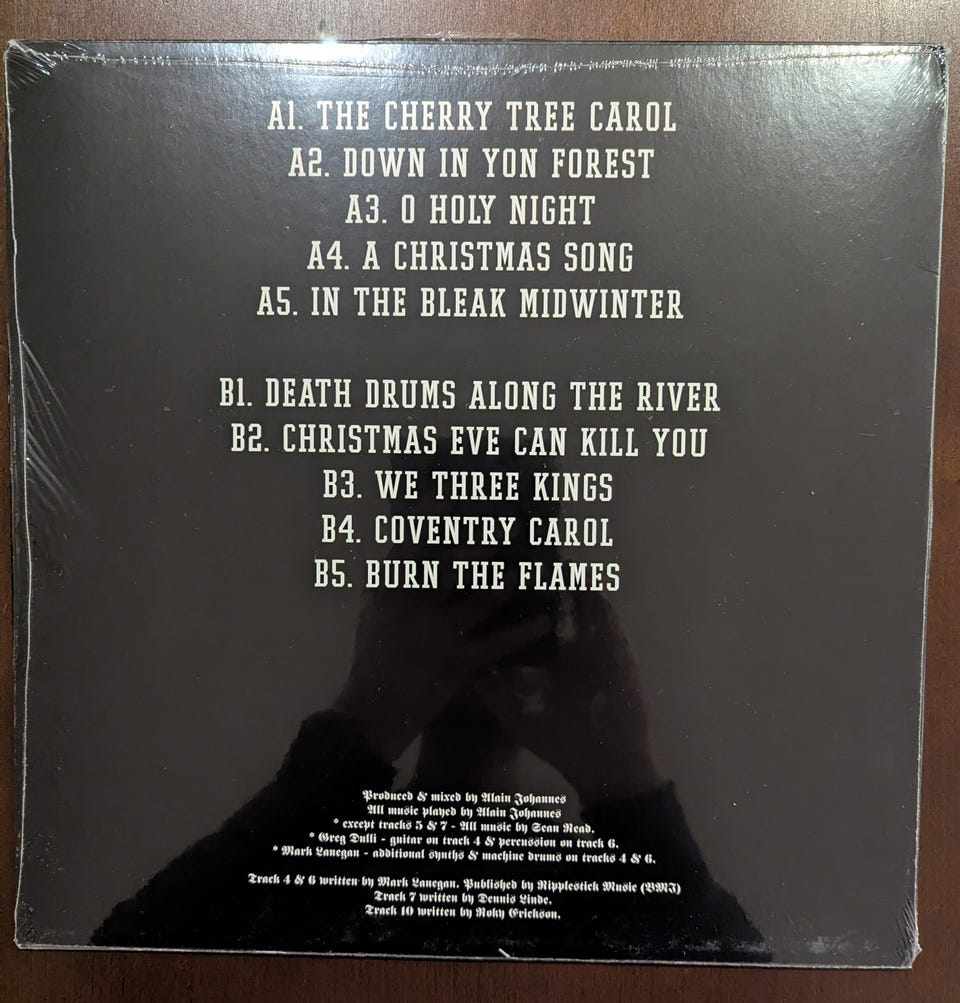 A1. THE CHERRY TREE CAROL
A2. DOWN IN YON FOREST
A3. O HOLY NIGHT
A4. A CHRISTMAS SONG
A5. IN THE BLEAK MIDWINTER
B1. DEATH DRUMS ALONG THE RIVER
B2. CHRISTMAS EVE CAN KILL YOU
B3. WE THREE KINGS
B4. COVENTRY CAROL
B5. BURN THE FLAMES
Produced & mixed by Alain Johannes
All music played by Alain Johannes
* except tracks 5 & 7 - All music by Sean Read.
* Greg Dulli - guitar on track 4 & percussion on track 6.
* Mark Lanegan - additional synths & machine drums on tracks 4 & 6.
Track 4 & 6 written by Mark Lanegan. Published by Ripplestick Music (BMI)
Track 7 written by Dennis Linde.
Track 10 written by Roky Erickson.